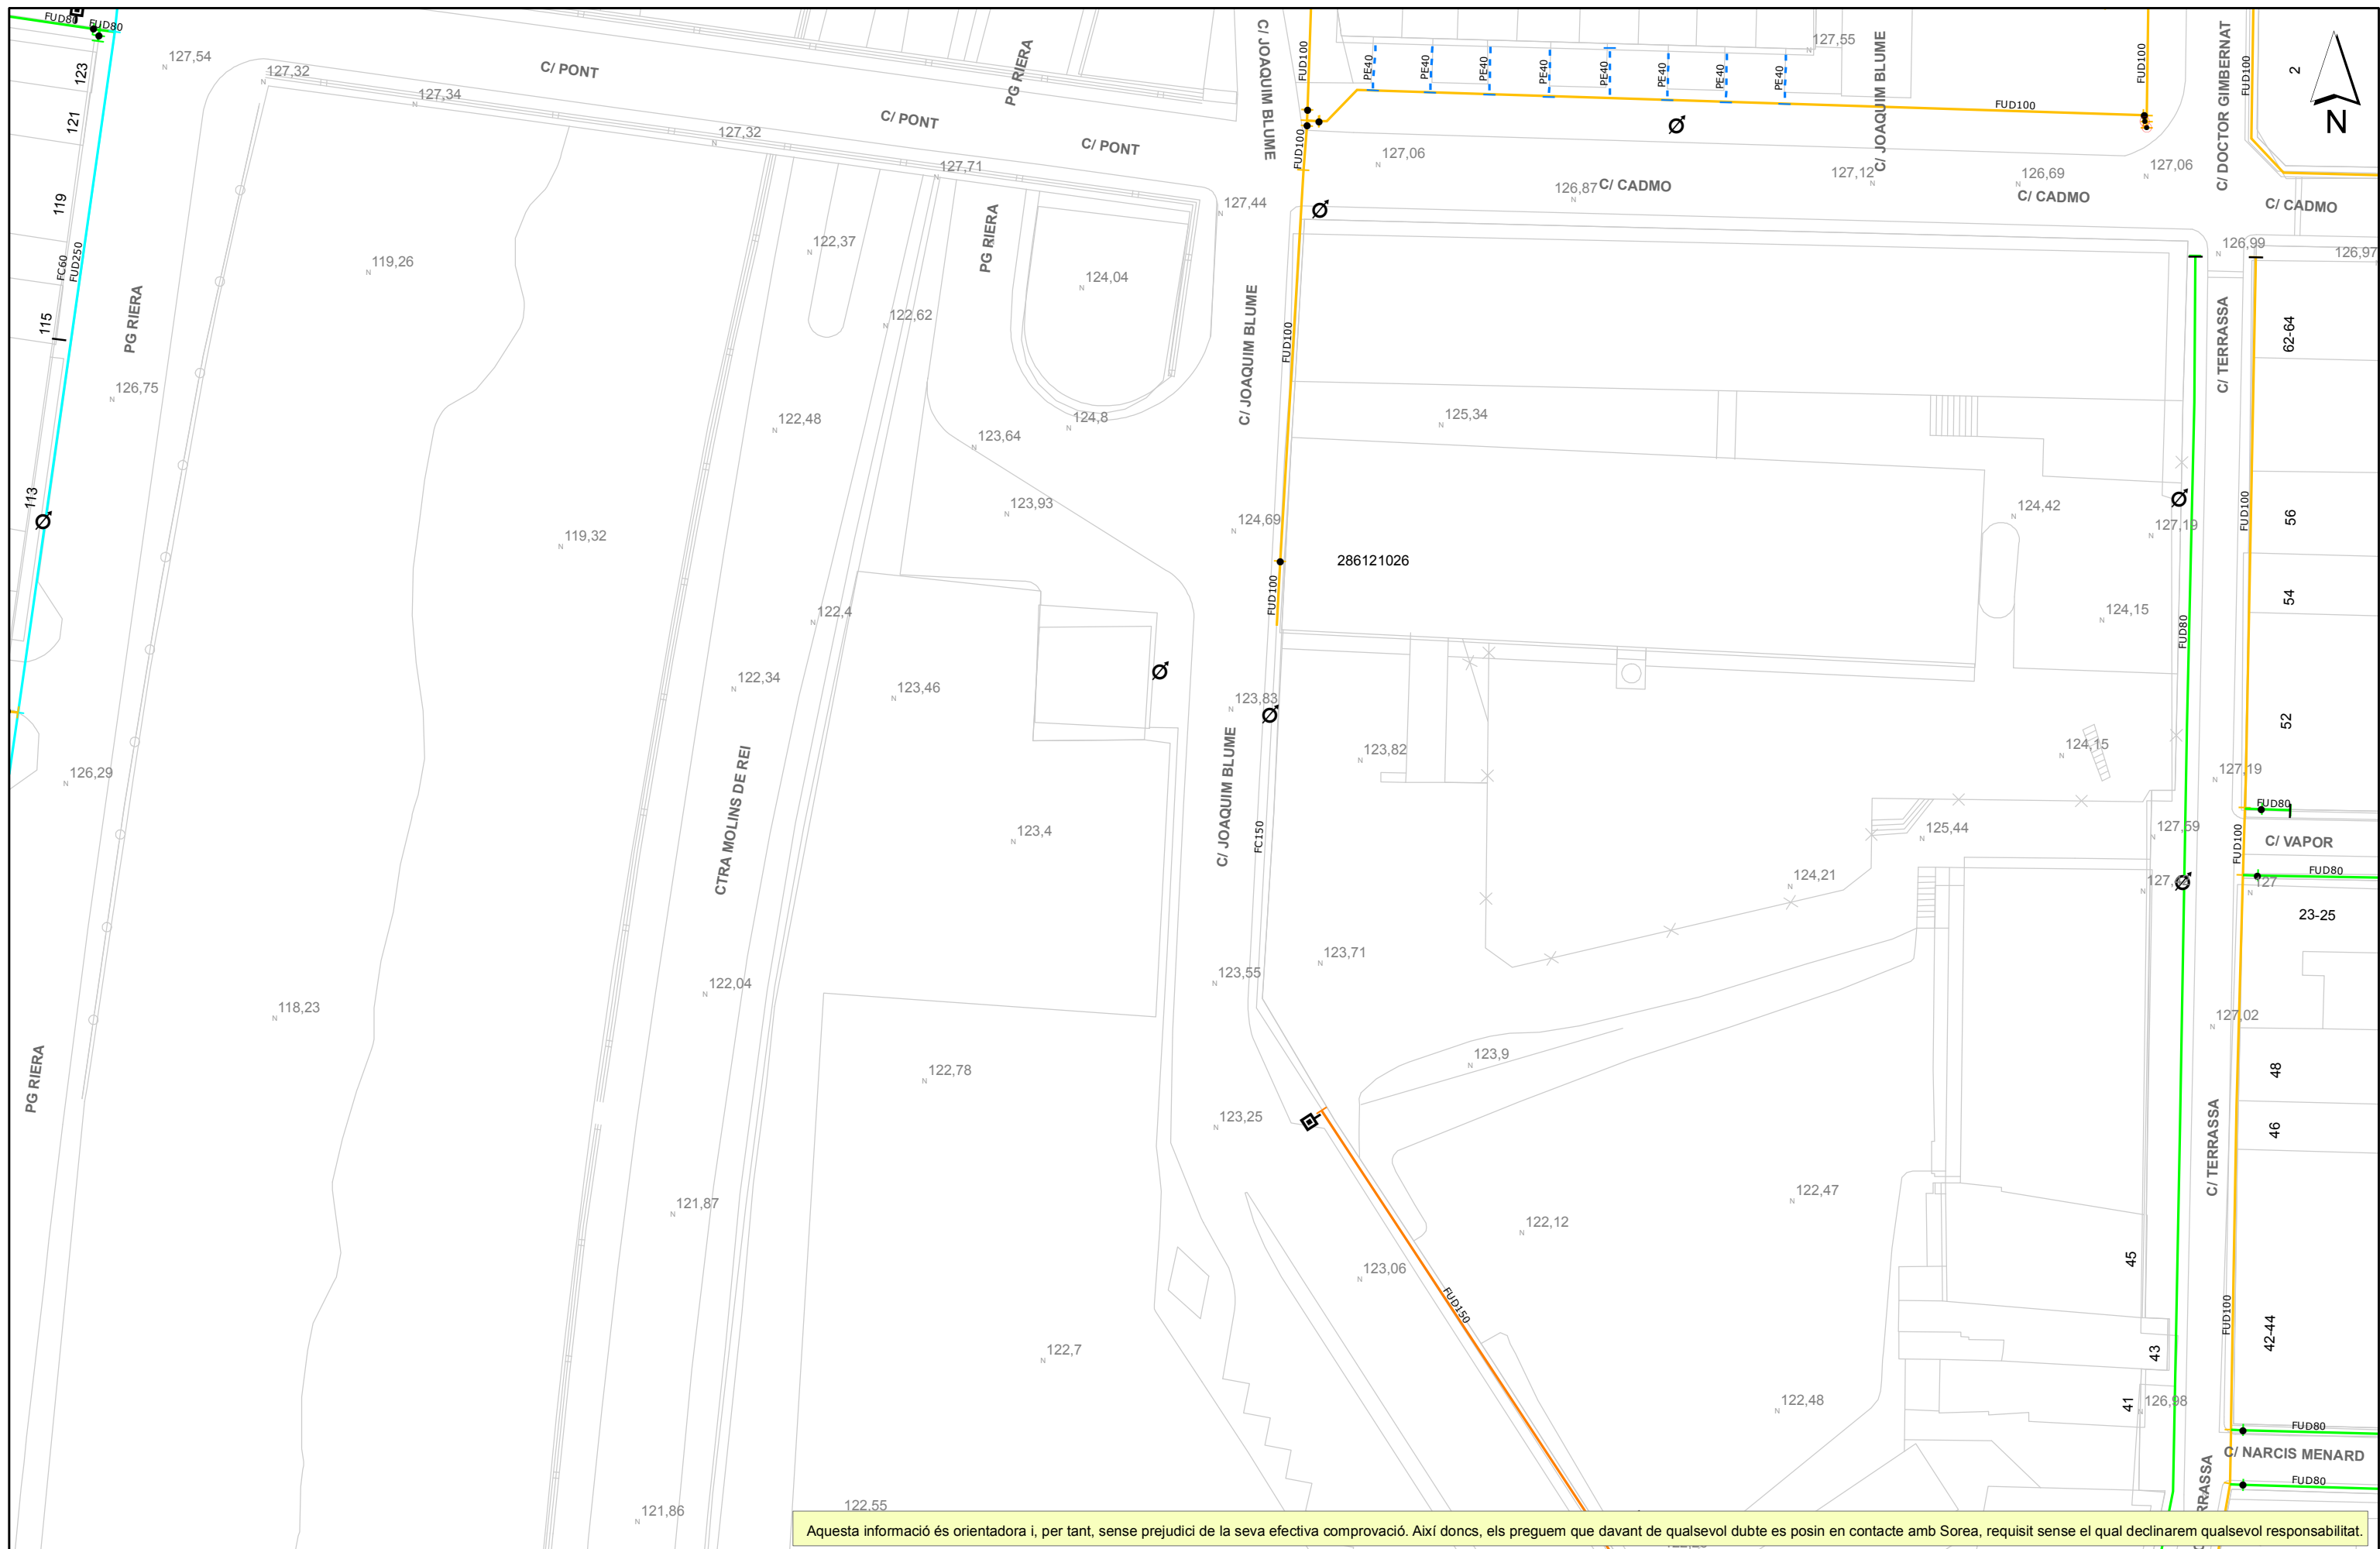 FUD80
FUD80
127,54
123
127,32
C/ PONT
127,34
PG RIERA
C/ PONT
127,32
C/ PONT
127,71
C/ JOAQUIM BLUME
FUD100
FUD100
PE40
PE40
PE40
PE40
PE40
PE40
PE40
PE40
127,55
C/ JOAQUIM BLUME
FUD100
FUD100
C/ DOCTOR GIMBERNAT
FUD100
2
N
121
119
127,06
126,87
C/ CADMO
127,12
126,69
C/ CADMO
127,06
C/ CADMO
127,44
PG RIERA
122,37
119,26
124,04
FC60
FUD250
115
PG RIERA
122,62
126,99
126,97
C/ JOAQUIM BLUME
FUD100
C/ TERRASSA
62-64
126,75
122,48
124,8
123,64
125,34
113
123,93
124,69
119,32
124,42
127,19
FUD100
56
286121026
FUD100
122,4
124,15
FUD80
54
122,34
123,46
123,83
52
126,29
CTRA MOLINS DE REI
C/ JOAQUIM BLUME
123,82
124,15
127,19
FUD80
123,4
FC150
125,44
127,59
FUD100
C/ VAPOR
FUD80
124,21
127
23-25
123,71
123,55
122,04
118,23
127,02
PG RIERA
122,78
123,9
48
123,25
46
C/ TERRASSA
121,87
122,47
122,12
45
123,06
FUD150
FUD100
42-44
122,7
43
122,48
41
126,98
FUD80
C/ NARCIS MENARD
FUD80
RRASSA
121,86
122,55
Aquesta informació és orientadora i, per tant, sense prejudici de la seva efectiva comprovació. Així doncs, els preguem que davant de qualsevol dubte es posin en contacte amb Sorea, requisit sense el qual declinarem qualsevol responsabilitat.